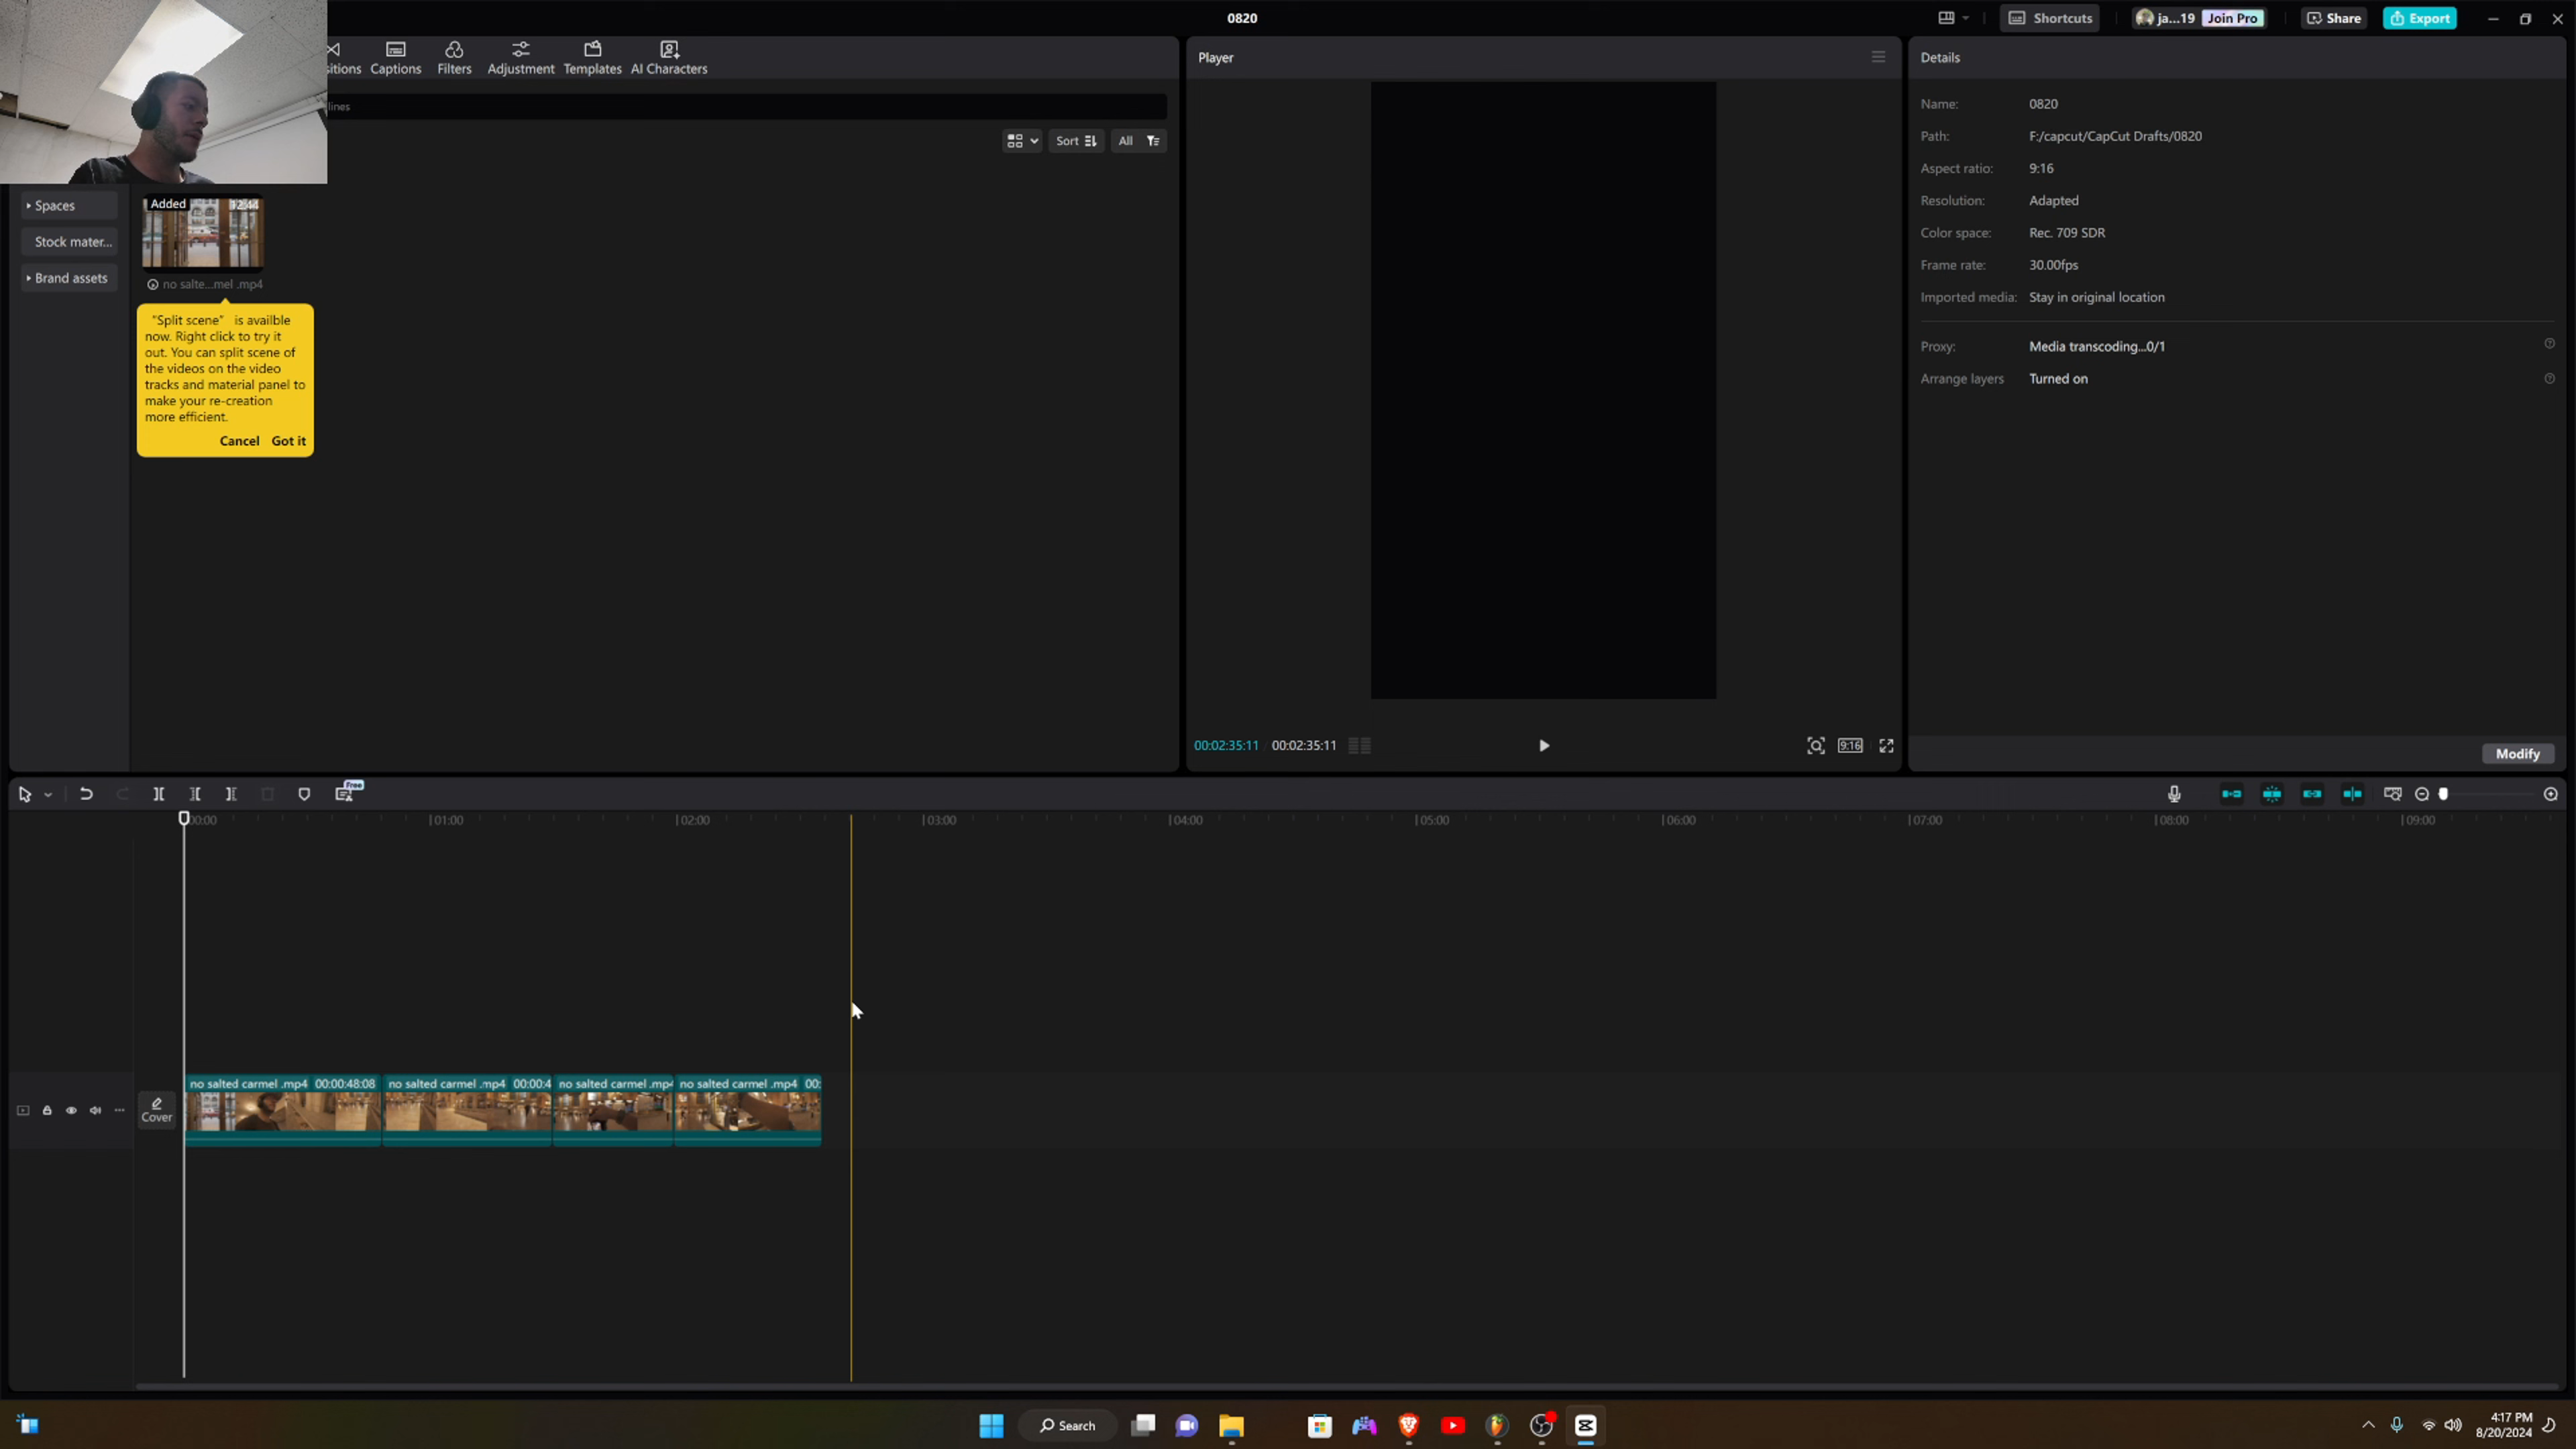 0820
Shortcuts
ja...19
Join Pro
Share
Export
itions
Captions
Filters
Adjustment
Templates
AI Characters
Player
Details
lines
Sort
All
Name: 0820
Path: F:/capcut/CapCut Drafts/0820
Aspect ratio: 9:16
Resolution: Adapted
Color space: Rec. 709 SDR
Frame rate: 30.00fps
Imported media: Stay in original location
Proxy: Media transcoding...0/1
Arrange layers Turned on
Modify
Spaces
Stock mater...
Brand assets
Added
12:44
no salte...mel .mp4
"Split scene" is availble
now. Right click to try it
out. You can split scene of
the videos on the video
tracks and material panel to
make your re-creation
more efficient.
Cancel Got it
00:02:35:11 / 00:02:35:11
9:16
Free
00:00
01:00
02:00
03:00
04:00
05:00
06:00
07:00
08:00
09:00
Cover
no salted carmel .mp4 00:00:48:08
no salted carmel .mp4 00:00:4
no salted carmel .mp4
no salted carmel .mp4 00:
Search
4:17 PM
8/20/2024